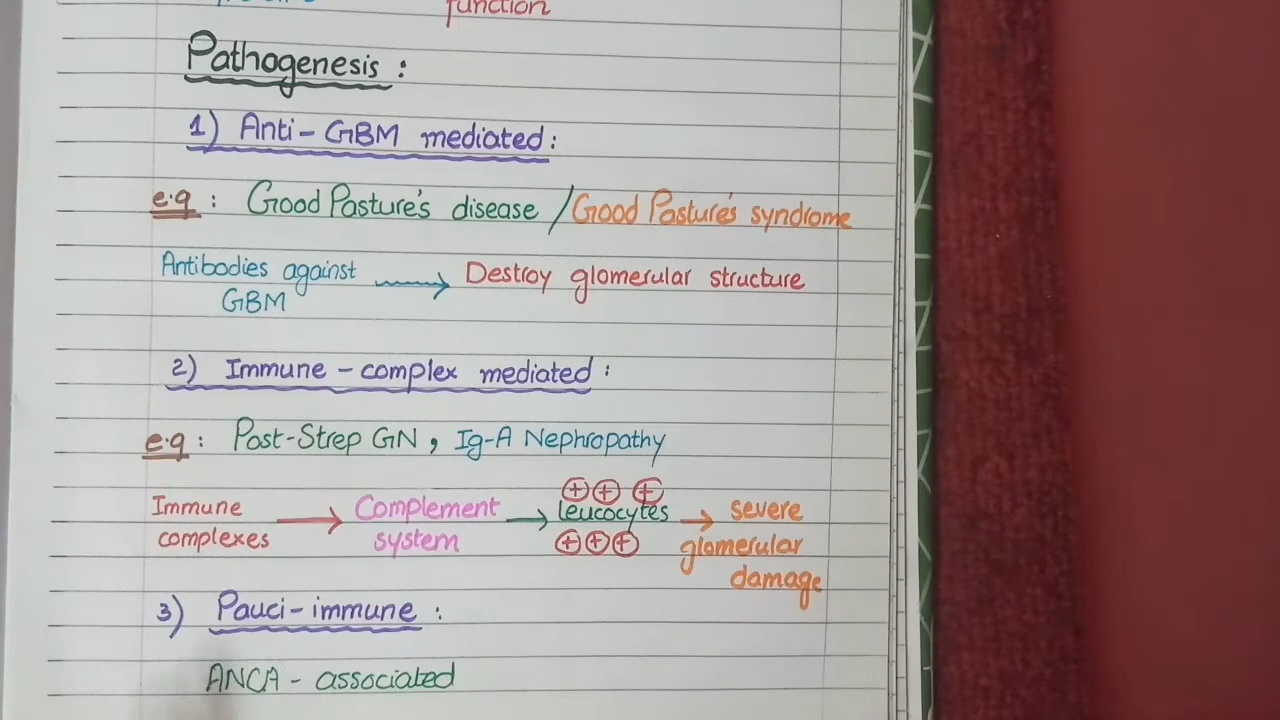 function
Pathogenesis :
1) Anti-GBM mediated :
e.g : Good Pasture's disease / Good Pasture's syndrome
Antibodies against GBM → Destroy glomerular structure
2) Immune-complex mediated :
e.g : Post-Strep GN, Ig-A Nephropathy
Immune complexes → Complement system → leucocytes → severe glomerular damage
3) Pauci-immune :
ANCA - associated